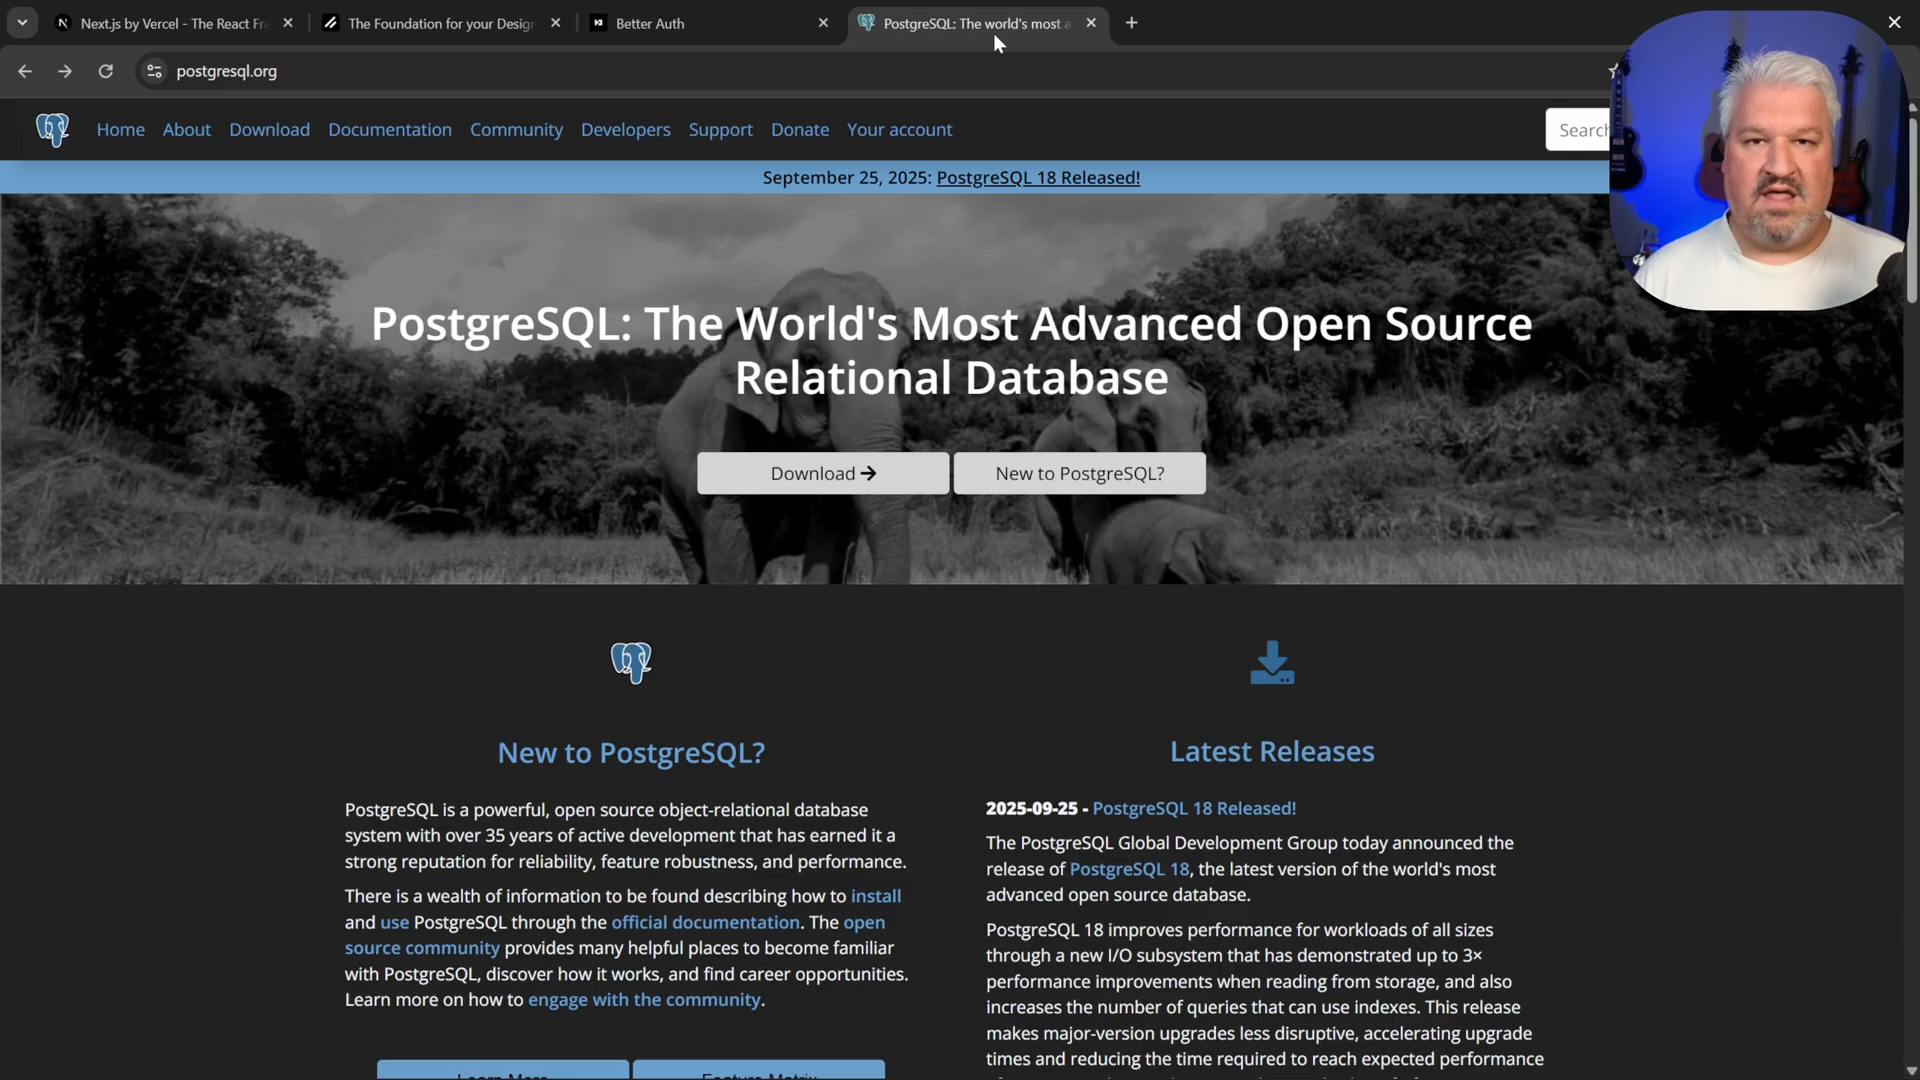 Next.js by Vercel - The React Fra
The Foundation for your Design
Better Auth
PostgreSQL: The world's most a
postgresql.org
Home
About
Download
Documentation
Community
Developers
Support
Donate
Your account
Search
September 25, 2025: PostgreSQL 18 Released!
PostgreSQL: The World's Most Advanced Open Source
Relational Database
Download
New to PostgreSQL?
New to PostgreSQL?
PostgreSQL is a powerful, open source object-relational database
system with over 35 years of active development that has earned it a
strong reputation for reliability, feature robustness, and performance.
There is a wealth of information to be found describing how to install
and use PostgreSQL through the official documentation. The open
source community provides many helpful places to become familiar
with PostgreSQL, discover how it works, and find career opportunities.
Learn more on how to engage with the community.
Learn More
Feature Matrix
Latest Releases
2025-09-25 - PostgreSQL 18 Released!
The PostgreSQL Global Development Group today announced the
release of PostgreSQL 18, the latest version of the world's most
advanced open source database.
PostgreSQL 18 improves performance for workloads of all sizes
through a new I/O subsystem that has demonstrated up to 3×
performance improvements when reading from storage, and also
increases the number of queries that can use indexes. This release
makes major-version upgrades less disruptive, accelerating upgrade
times and reducing the time required to reach expected performance